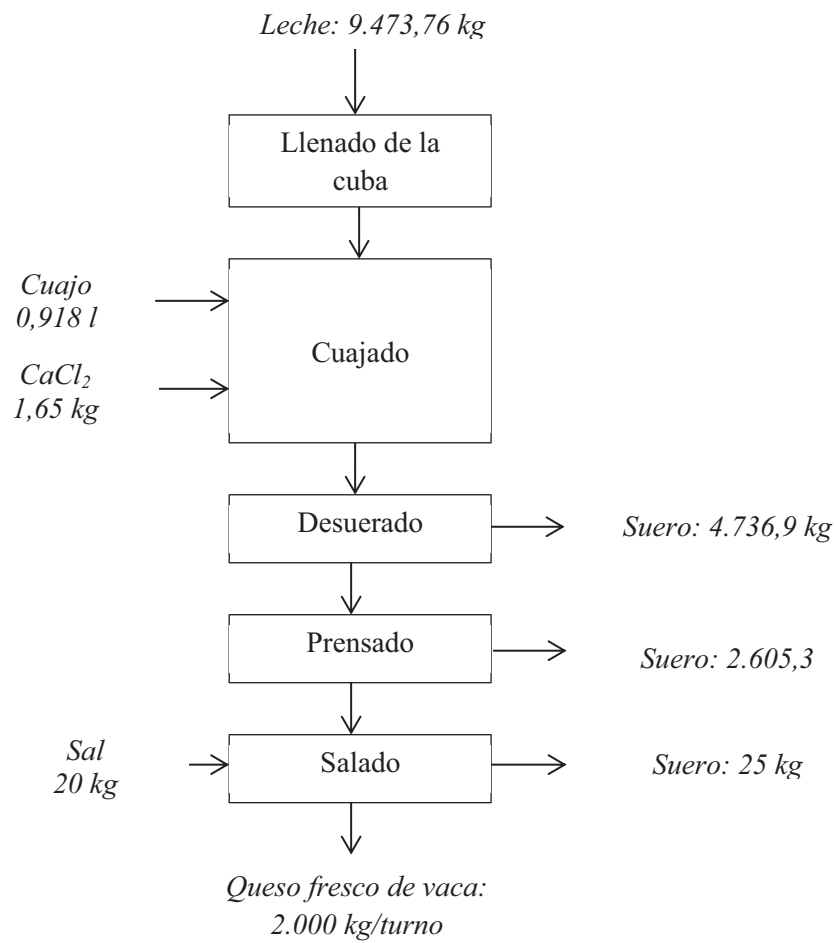 Leche: 9.473,76 kg
Llenado de la
cuba
Cuajo
0,918 l
Cuajado
CaCl₂
1,65 kg
Desuerado
Suero: 4.736,9 kg
Prensado
Suero: 2.605,3
Sal
20 kg
Salado
Suero: 25 kg
Queso fresco de vaca:
2.000 kg/turno